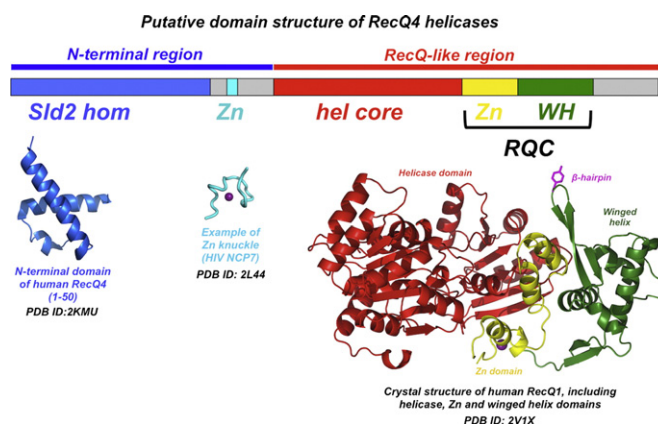 Putative domain structure of RecQ4 helicases
N-terminal region
RecQ-like region
Sld2 hom
Zn
hel core
Zn
WH
RQC
Helicase domain
β-hairpin
Winged
helix
Example of
Zn knuckle
(HIV NCP7)
PDB ID: 2L44
N-terminal domain
of human RecQ4
(1-50)
PDB ID:2KMU
Zn domain
Crystal structure of human RecQ1, including
helicase, Zn and winged helix domains
PDB ID: 2V1X